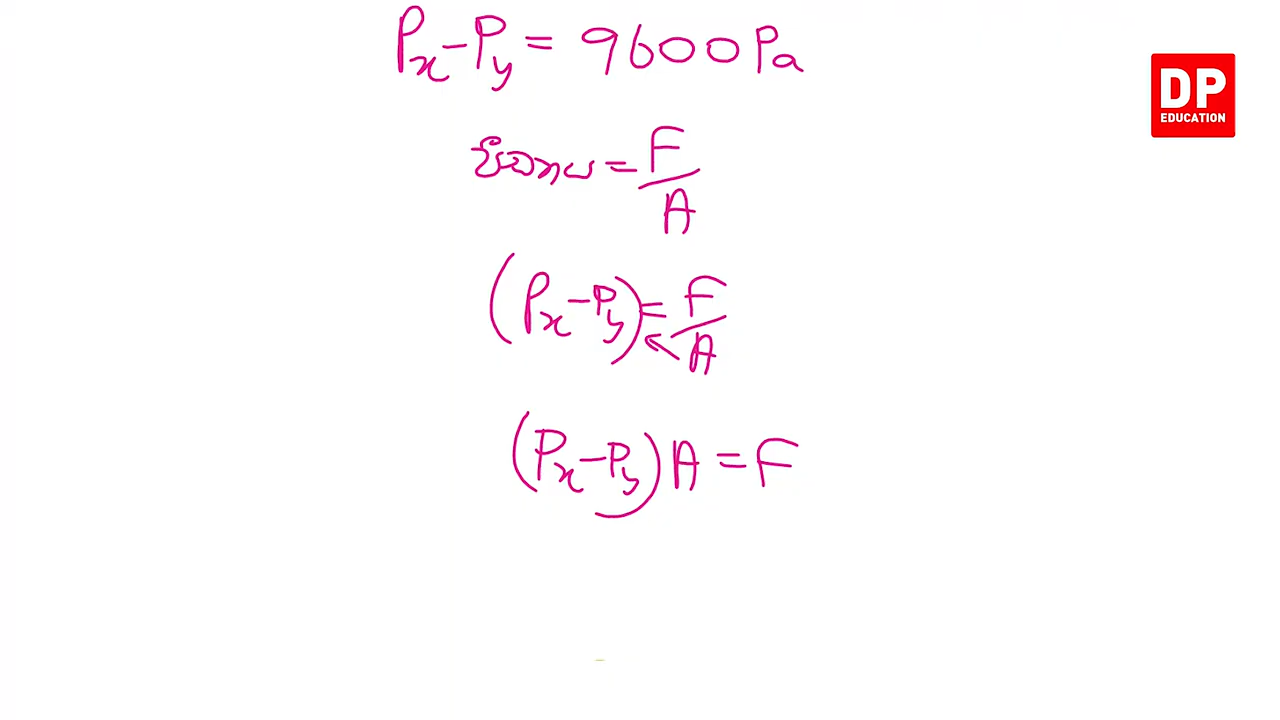 Px - Py = 9600 Pa
DP
EDUCATION
පීඩනය = F/A
(Px - Py) = F/A
(Px - Py) A = F